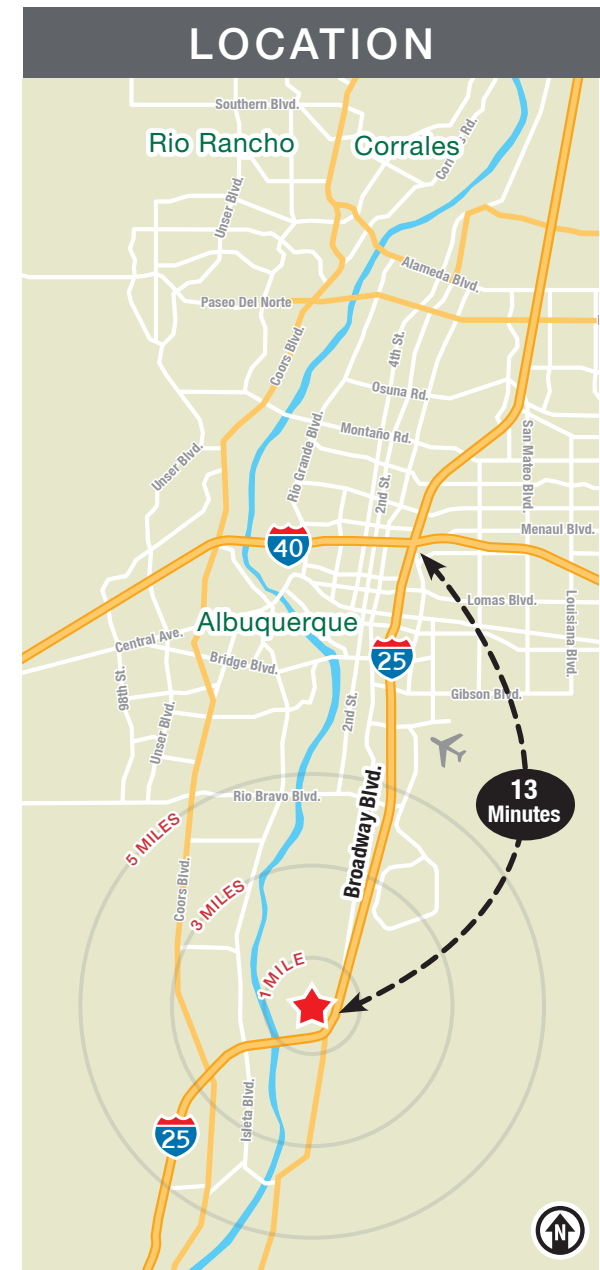 LOCATION
Southern Blvd.
Rio Rancho
Corrales
Rd.
Unser Blvd.
Alameda Blvd.
Paseo Del Norte
4th St.
Coors Blvd.
Osuna Rd.
Montaño Rd.
Rio Grande Blvd.
San Mateo Blvd.
Unser Blvd.
2nd St.
Menaul Blvd.
40
Lomas Blvd.
Louisiana Blvd.
Albuquerque
Central Ave.
Bridge Blvd.
25
98th St.
Unser Blvd.
2nd St.
Gibson Blvd.
Broadway Blvd.
13
Minutes
Rio Bravo Blvd.
5 MILES
Coors Blvd.
3 MILES
1 MILE
Isleta Blvd.
25
N